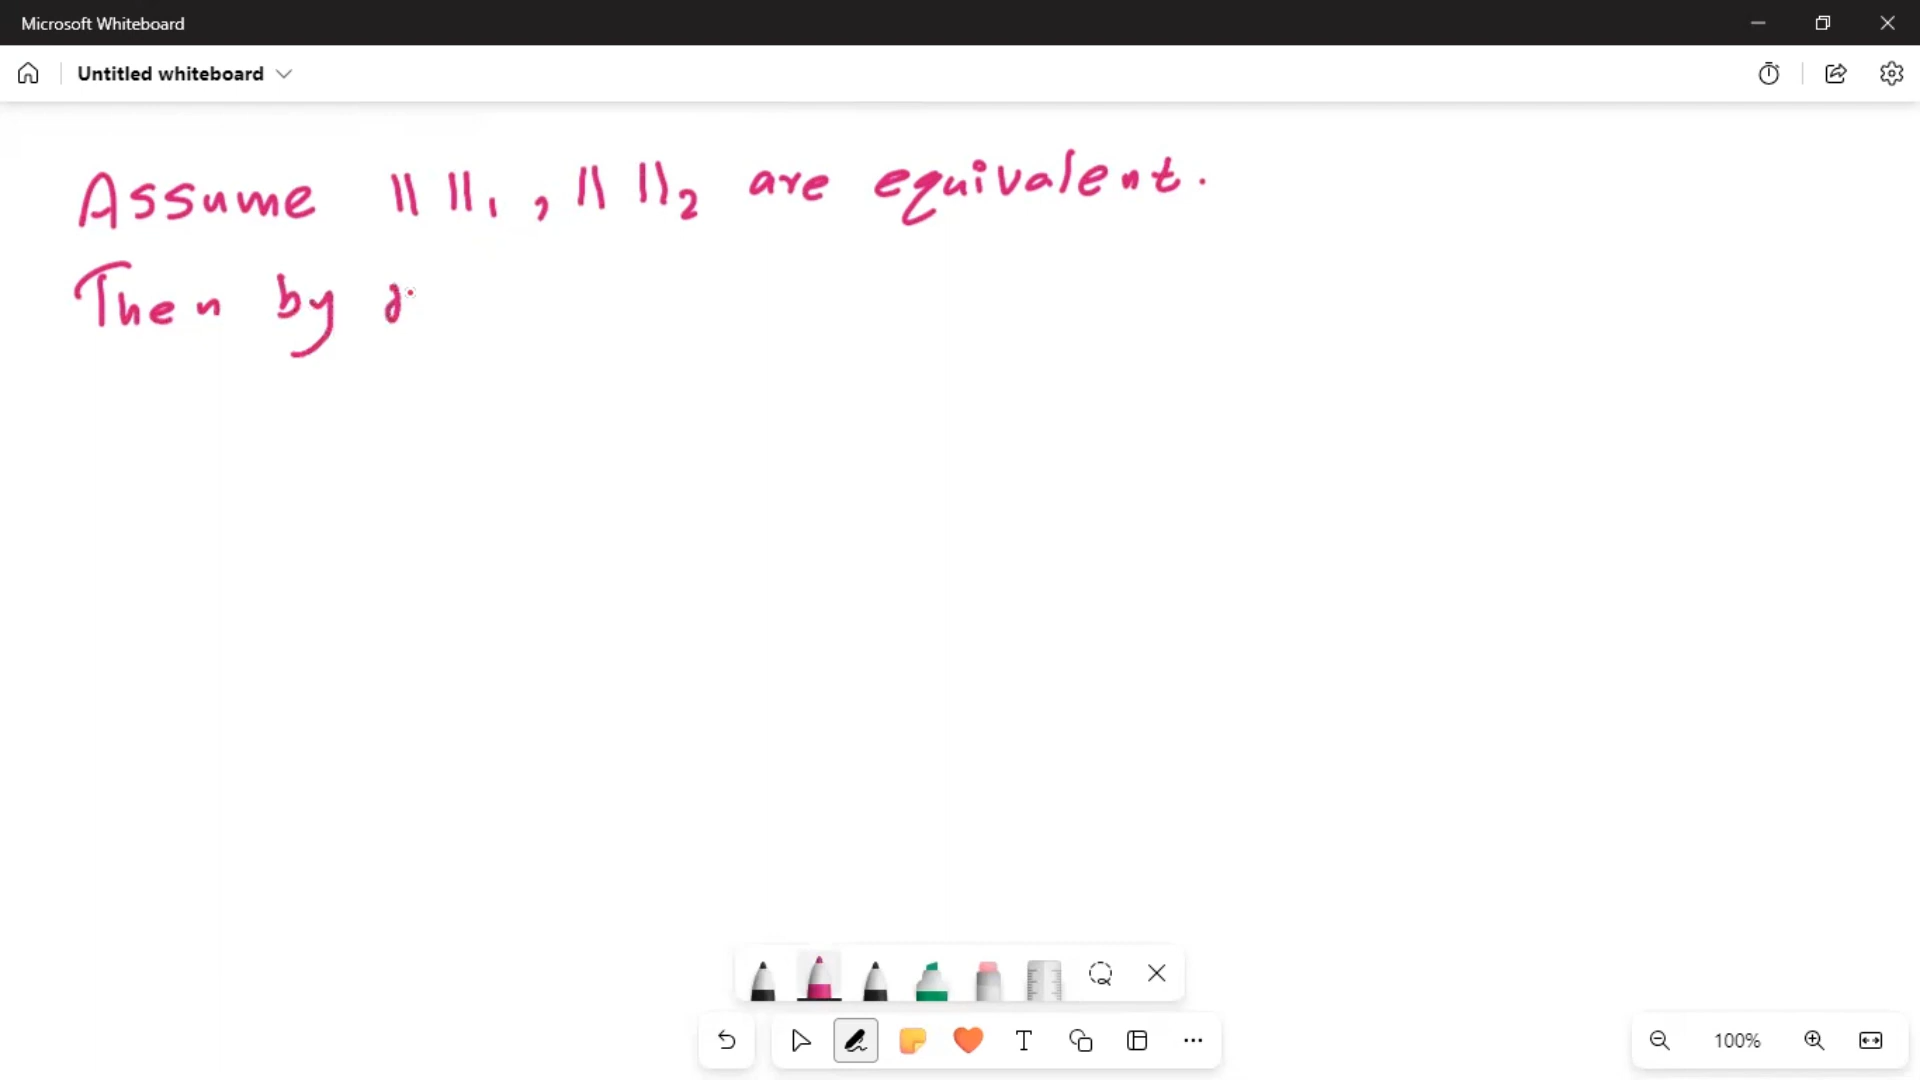 Microsoft Whiteboard
Untitled whiteboard
Assume || ||₁ , || ||₂ are equivalent.
Then by
100%